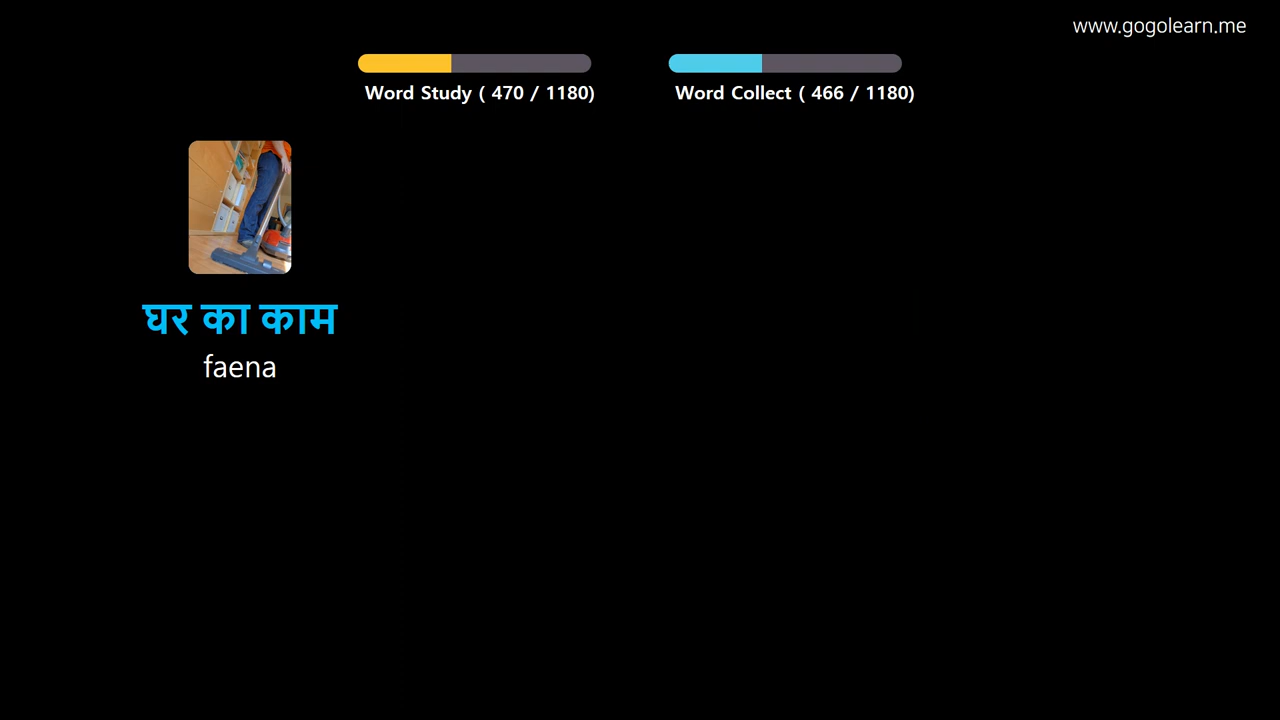 www.gogolearn.me
Word Study ( 470 / 1180)
Word Collect ( 466 / 1180)
घर का काम
faena